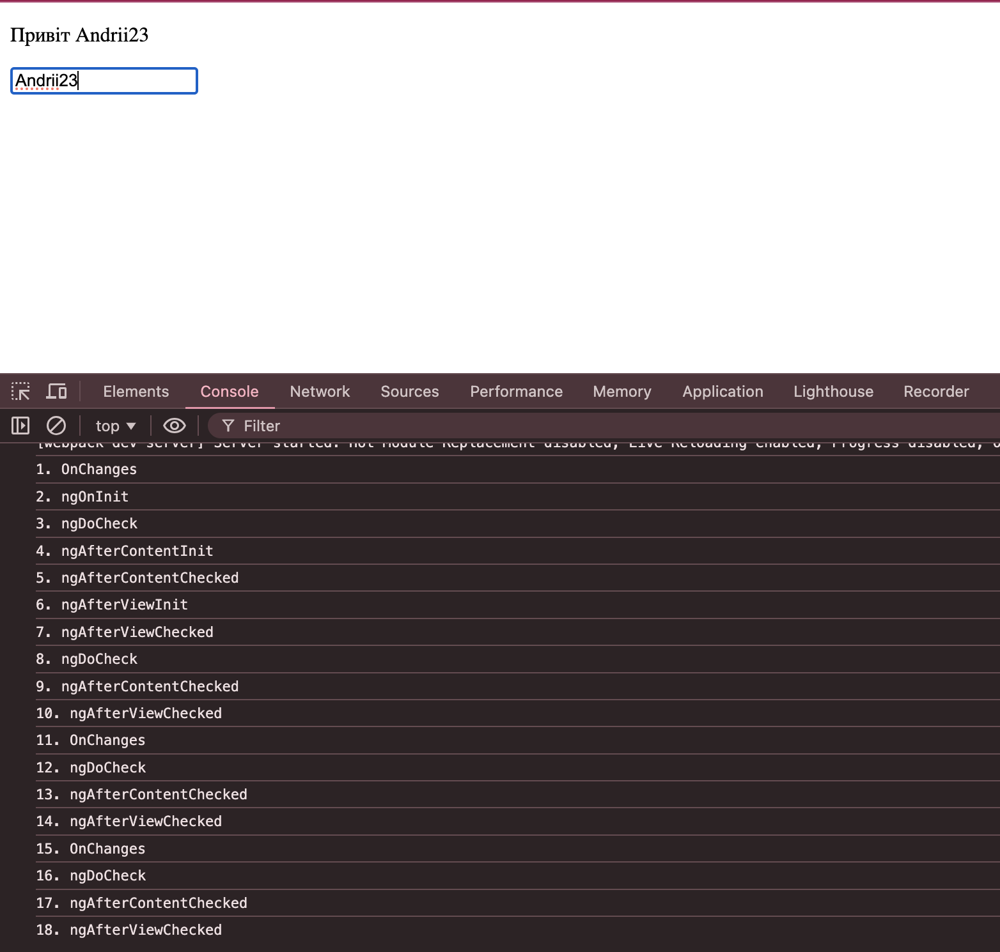 Привіт Andrii23
Andrii23
Elements Console Network Sources Performance Memory Application Lighthouse Recorder
top Filter
[webpack-dev-server] Server started: Hot Module Replacement disabled, Live Reloading enabled, Progress disabled,
1. OnChanges
2. ngOnInit
3. ngDoCheck
4. ngAfterContentInit
5. ngAfterContentChecked
6. ngAfterViewInit
7. ngAfterViewChecked
8. ngDoCheck
9. ngAfterContentChecked
10. ngAfterViewChecked
11. OnChanges
12. ngDoCheck
13. ngAfterContentChecked
14. ngAfterViewChecked
15. OnChanges
16. ngDoCheck
17. ngAfterContentChecked
18. ngAfterViewChecked